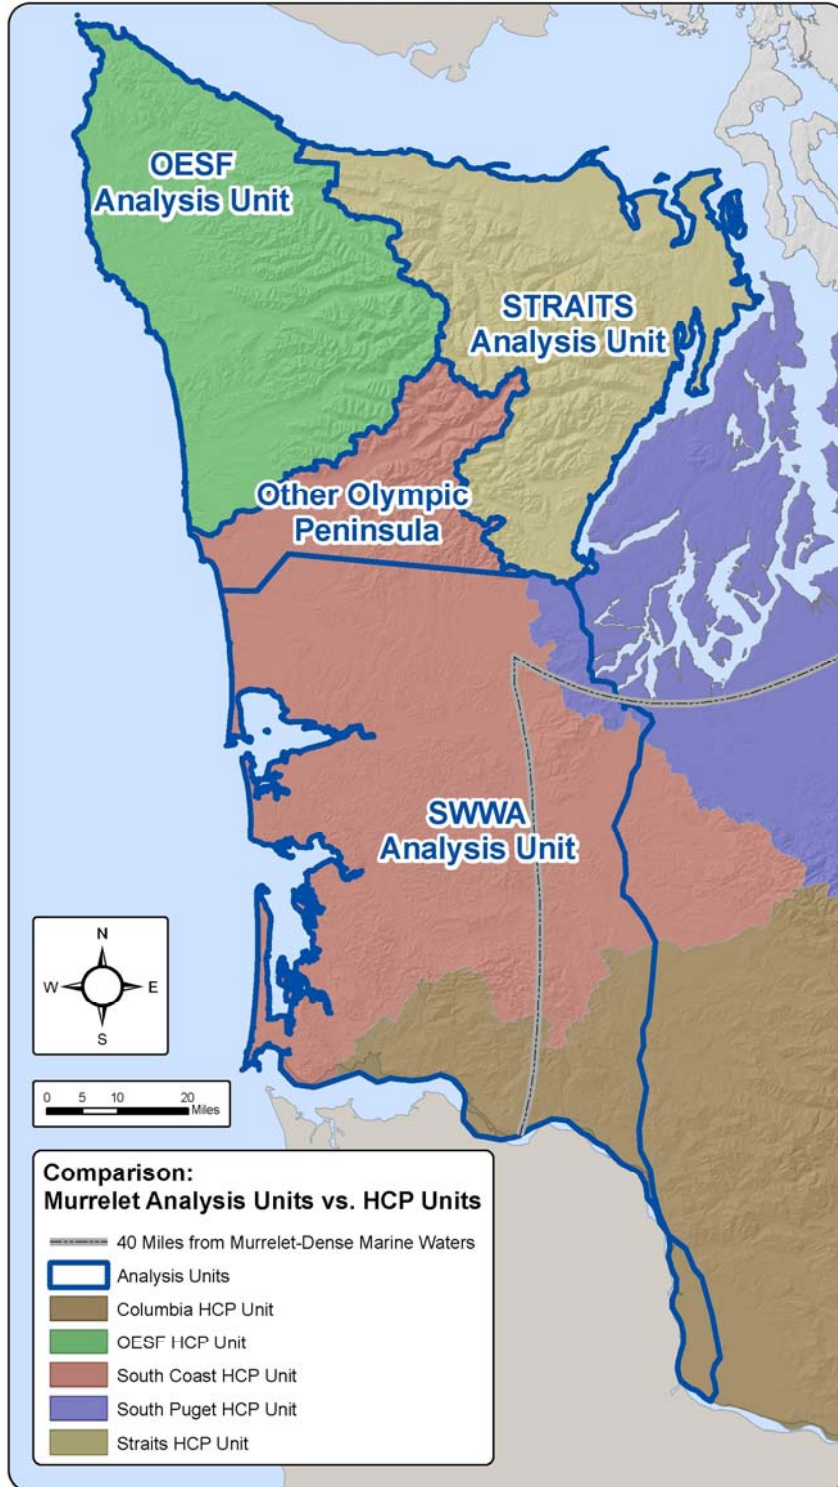 OESF
Analysis Unit
STRAITS
Analysis Unit
Other Olympic
Peninsula
SWWA
Analysis Unit
N
W
E
S
0 5 10 20
Miles
Comparison:
Murrelet Analysis Units vs. HCP Units
40 Miles from Murrelet-Dense Marine Waters
Analysis Units
Columbia HCP Unit
OESF HCP Unit
South Coast HCP Unit
South Puget HCP Unit
Straits HCP Unit